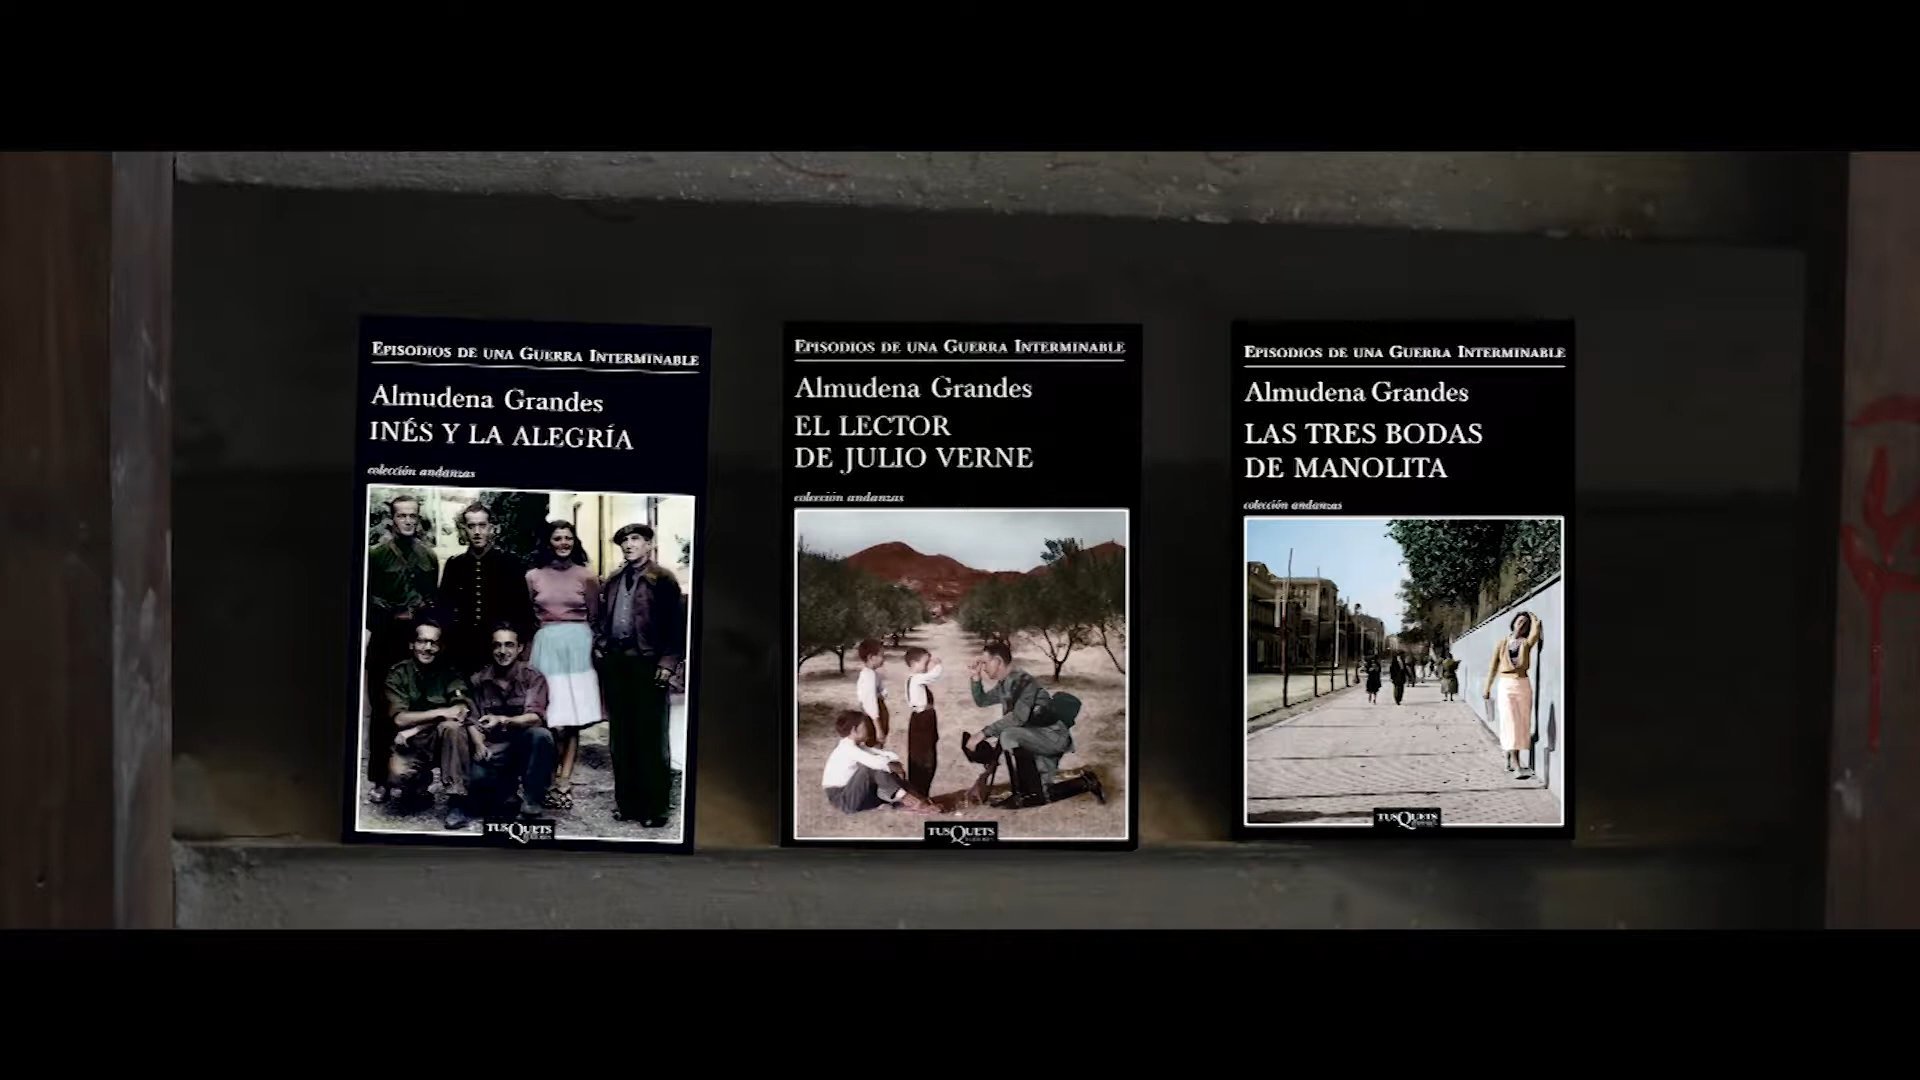 EPISODIOS DE UNA GUERRA INTERMINABLE
Almudena Grandes
INÉS Y LA ALEGRÍA
colección andanzas
TUSQUETS
EPISODIOS DE UNA GUERRA INTERMINABLE
Almudena Grandes
EL LECTOR
DE JULIO VERNE
colección andanzas
TUSQUETS
EPISODIOS DE UNA GUERRA INTERMINABLE
Almudena Grandes
LAS TRES BODAS
DE MANOLITA
colección andanzas
TUSQUETS